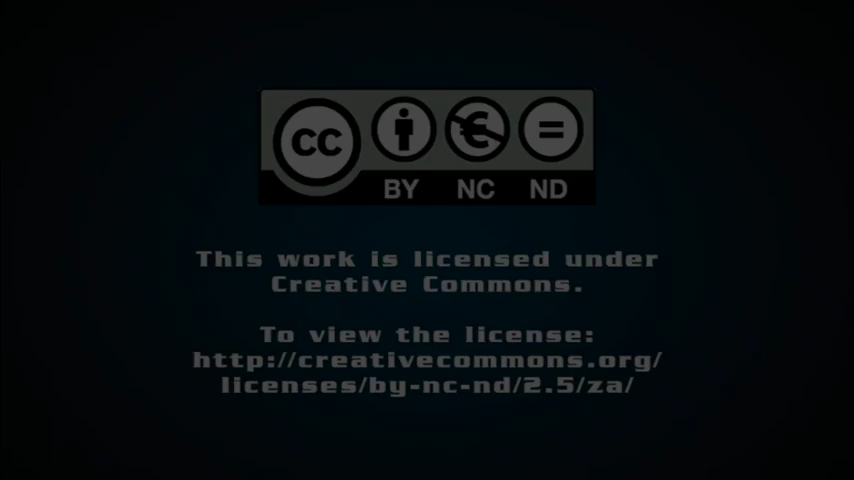 CC
BY NC ND
This work is licensed under
Creative Commons.
To view the license:
http://creativecommons.org/
licenses/by-nc-nd/2.5/za/